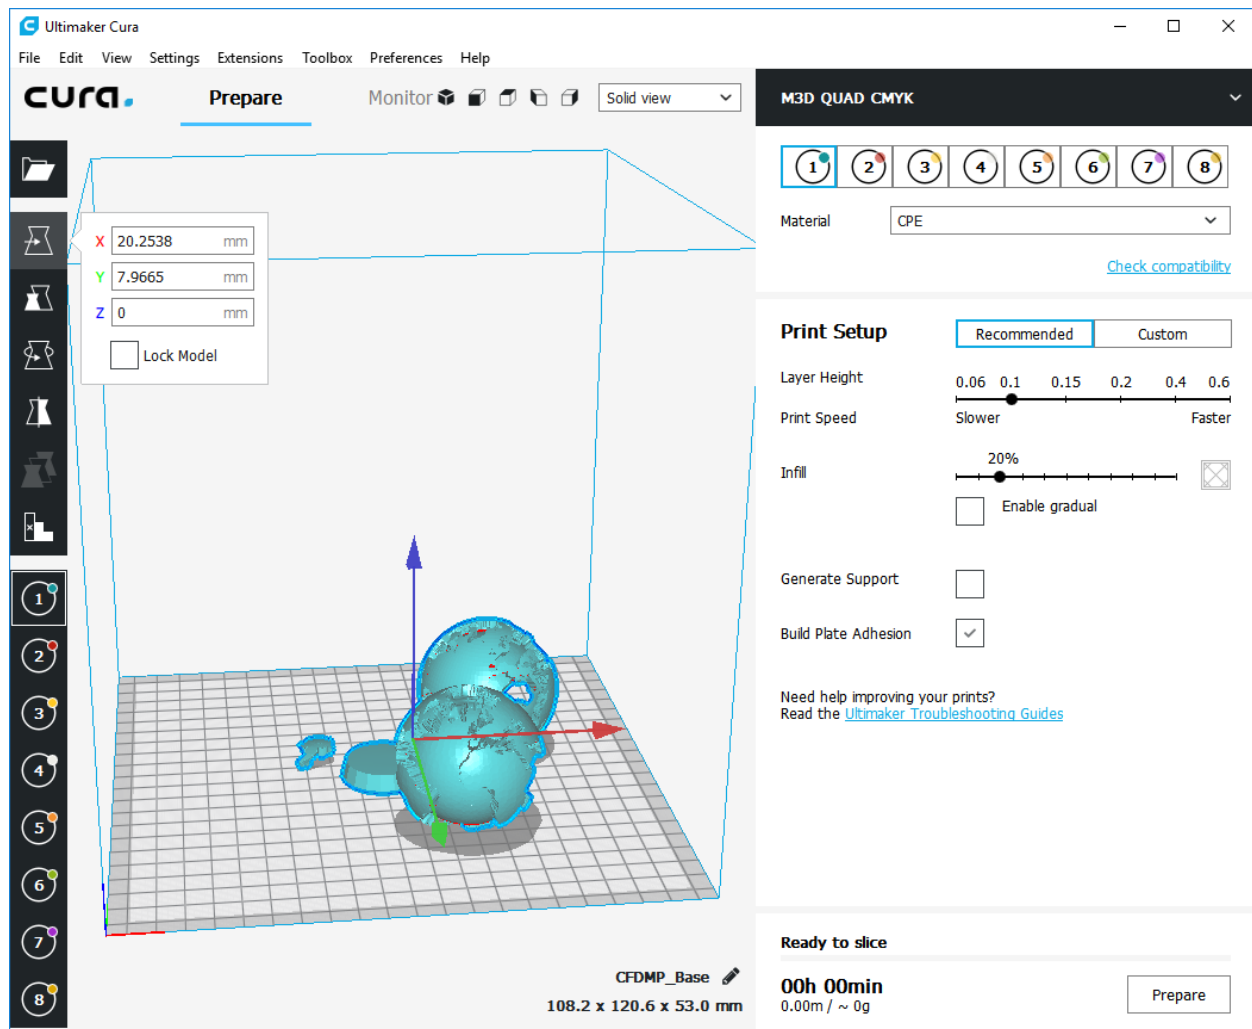 Ultimaker Cura
File Edit View Settings Extensions Toolbox Preferences Help
cura.
Prepare
Monitor
Solid view
M3D QUAD CMYK
1 2 3 4 5 6 7 8
Material
CPE
Check compatibility
X 20.2538 mm
Y 7.9665 mm
Z 0 mm
Lock Model
Print Setup
Recommended
Custom
Layer Height
0.06 0.1 0.15 0.2 0.4 0.6
Print Speed
Slower
Faster
Infill
20%
Enable gradual
Generate Support
Build Plate Adhesion
Need help improving your prints?
Read the Ultimaker Troubleshooting Guides
1
2
3
4
5
6
7
8
CFDMP_Base
108.2 x 120.6 x 53.0 mm
Ready to slice
00h 00min
0.00m / ~ 0g
Prepare